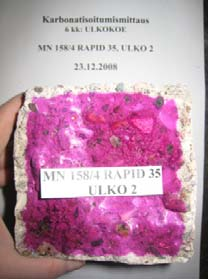 Karbonatisoitumismittaus
6 kk: ULKOKOE
MN 158/4 RAPID 35, ULKO 2
23.12.2008
MN 158/4 RAPID 35
ULKO 2